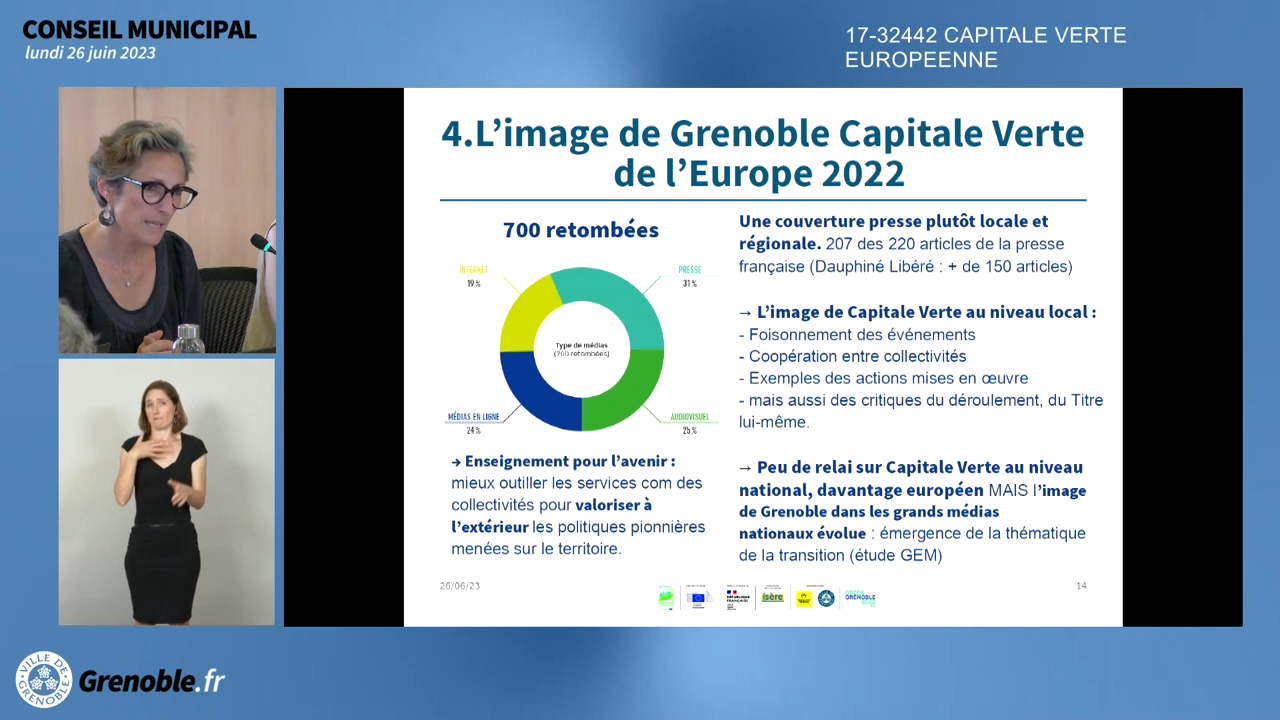 CONSEIL MUNICIPAL
lundi 26 juin 2023
17-32442 CAPITALE VERTE
EUROPEENNE
4.L'image de Grenoble Capitale Verte
de l'Europe 2022
700 retombées
INTERNET
19 %
PRESSE
31 %
Type de médias
(700 retombées)
MÉDIAS EN LIGNE
24 %
AUDIOVISUEL
25 %
→ Enseignement pour l'avenir :
mieux outiller les services com des
collectivités pour valoriser à
l'extérieur les politiques pionnières
menées sur le territoire.
Une couverture presse plutôt locale et
régionale. 207 des 220 articles de la presse
française (Dauphiné Libéré : + de 150 articles)
→ L'image de Capitale Verte au niveau local :
- Foisonnement des événements
- Coopération entre collectivités
- Exemples des actions mises en œuvre
- mais aussi des critiques du déroulement, du Titre
lui-même.
→ Peu de relai sur Capitale Verte au niveau
national, davantage européen MAIS l'image
de Grenoble dans les grands médias
nationaux évolue : émergence de la thématique
de la transition (étude GEM)
26/06/23
RÉPUBLIQUE
FRANÇAISE
isère
GRENOBLE
14
VILLE DE
GRENOBLE
Grenoble.fr